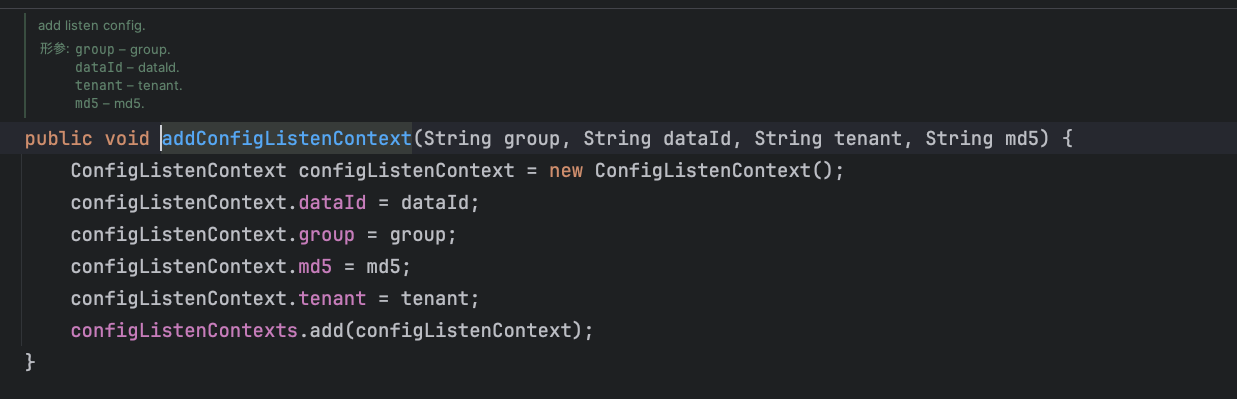 add listen config.
形参: group – group.
dataId – dataId.
tenant – tenant.
md5 – md5.
public void addConfigListenContext(String group, String dataId, String tenant, String md5) {
ConfigListenContext configListenContext = new ConfigListenContext();
configListenContext.dataId = dataId;
configListenContext.group = group;
configListenContext.md5 = md5;
configListenContext.tenant = tenant;
configListenContexts.add(configListenContext);
}